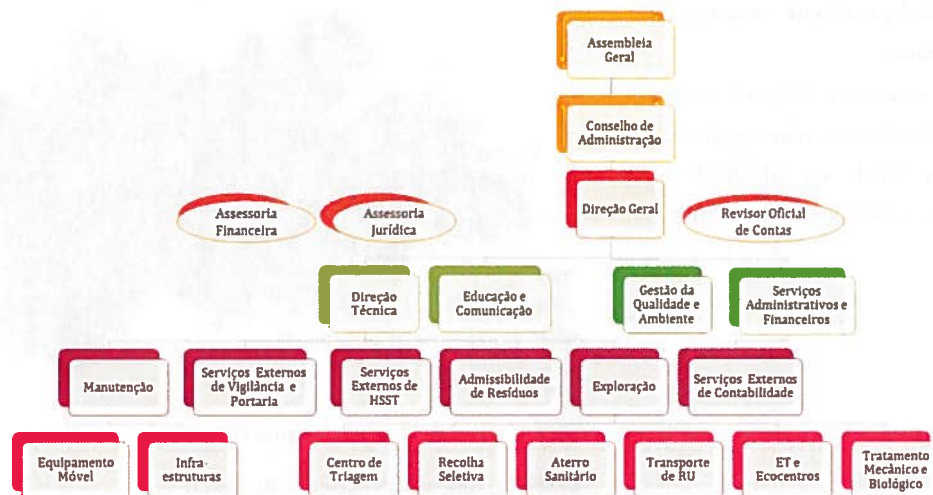 Assembleia
Geral
Conselho de
Administração
Direção Geral
Assessoria
Financeira
Assessoria
Jurídica
Revisor Oficial
de Contas
Direção
Técnica
Educação e
Comunicação
Gestão da
Qualidade e
Ambiente
Serviços
Administrativos e
Financeiros
Manutenção
Serviços Externos
de Vigilância e
Portaria
Serviços
Externos de
HSST
Admissibilidade
de Resíduos
Exploração
Serviços Externos
de Contabilidade
Equipamento
Móvel
Infra-
estruturas
Centro de
Triagem
Recolha
Seletiva
Aterro
Sanitário
Transporte
de RU
ET e
Ecocentros
Tratamento
Mecânico e
Biológico